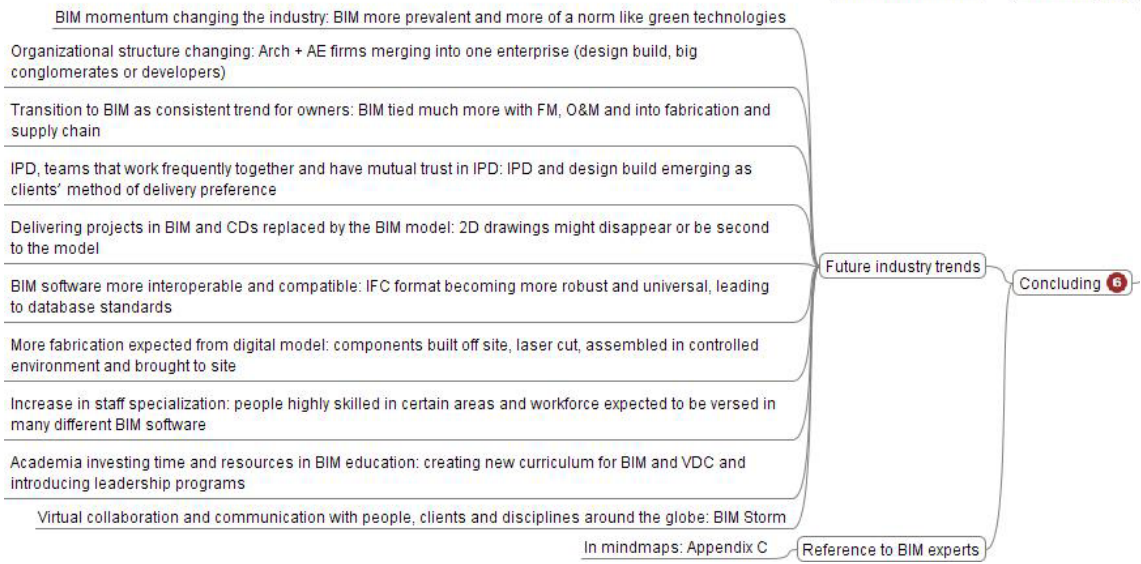 BIM momentum changing the industry: BIM more prevalent and more of a norm like green technologies
Organizational structure changing: Arch + AE firms merging into one enterprise (design build, big
conglomerates or developers)
Transition to BIM as consistent trend for owners: BIM tied much more with FM, O&M and into fabrication and
supply chain
IPD, teams that work frequently together and have mutual trust in IPD: IPD and design build emerging as
clients’ method of delivery preference
Delivering projects in BIM and CDs replaced by the BIM model: 2D drawings might disappear or be second
to the model
BIM software more interoperable and compatible: IFC format becoming more robust and universal, leading
to database standards
More fabrication expected from digital model: components built off site, laser cut, assembled in controlled
environment and brought to site
Increase in staff specialization: people highly skilled in certain areas and workforce expected to be versed in
many different BIM software
Academia investing time and resources in BIM education: creating new curriculum for BIM and VDC and
introducing leadership programs
Virtual collaboration and communication with people, clients and disciplines around the globe: BIM Storm
Future industry trends
In mindmaps: Appendix C
Reference to BIM experts
Concluding 6